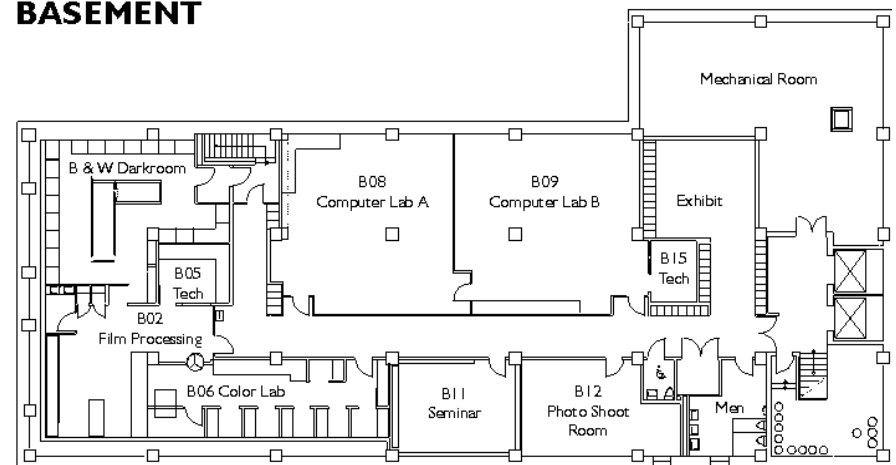 BASEMENT
Mechanical Room
B & W Darkroom
B08
Computer Lab A
B09
Computer Lab B
Exhibit
B05
Tech
B15
Tech
B02
Film Processing
B06 Color Lab
B11
Seminar
B12
Photo Shoot
Room
Men